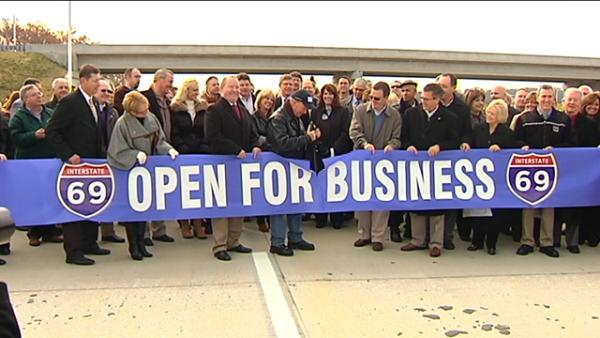 INTERSTATE 69 OPEN FOR BUSINESS INTERSTATE 69